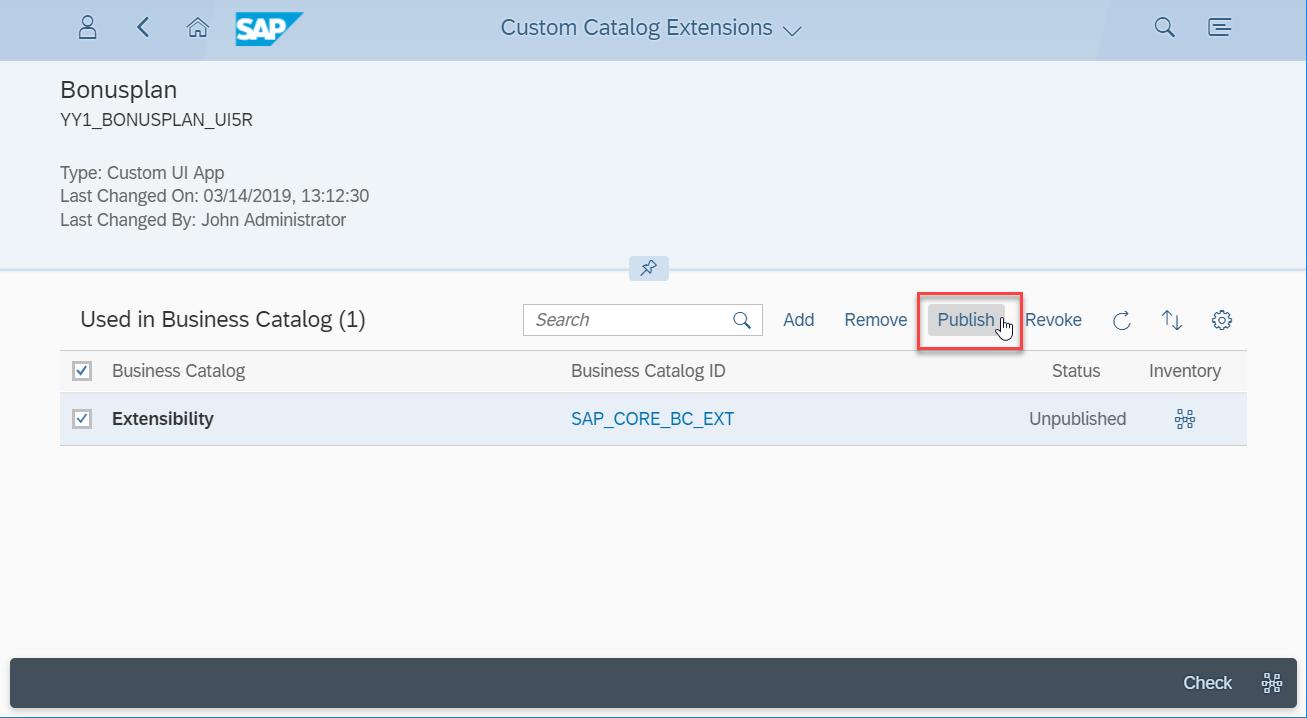 SAP Custom Catalog Extensions
Bonusplan
YY1_BONUSPLAN_UI5R
Type: Custom UI App
Last Changed On: 03/14/2019, 13:12:30
Last Changed By: John Administrator
Used in Business Catalog (1) Search Add Remove Publish Revoke
Business Catalog Business Catalog ID Status Inventory
Extensibility SAP_CORE_BC_EXT Unpublished
Check